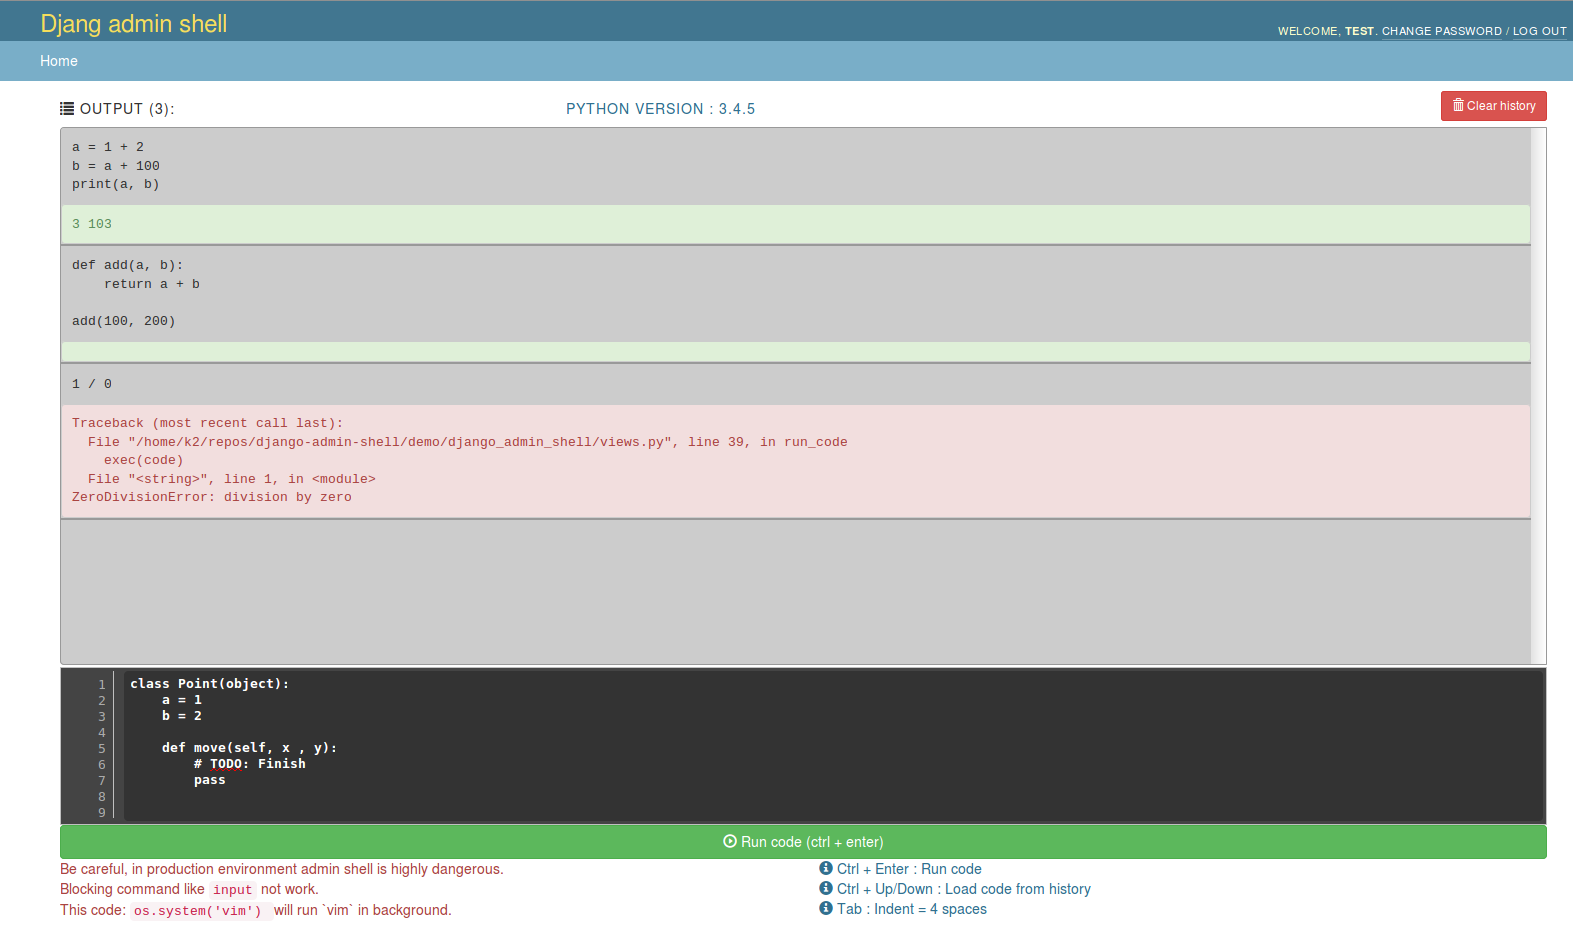 Djang admin shell
WELCOME, TEST. CHANGE PASSWORD / LOG OUT
Home
OUTPUT (3):
PYTHON VERSION : 3.4.5
Clear history
a = 1 + 2
b = a + 100
print(a, b)
3 103
def add(a, b):
    return a + b
add(100, 200)
1 / 0
Traceback (most recent call last):
  File "/home/k2/repos/django-admin-shell/demo/django_admin_shell/views.py", line 39, in run_code
    exec(code)
  File "<string>", line 1, in <module>
ZeroDivisionError: division by zero
1 class Point(object):
2     a = 1
3     b = 2
4
5     def move(self, x , y):
6         # TODO: Finish
7         pass
8
9
Run code (ctrl + enter)
Be careful, in production environment admin shell is highly dangerous.
Blocking command like input not work.
This code: os.system('vim') will run `vim` in background.
Ctrl + Enter : Run code
Ctrl + Up/Down : Load code from history
Tab : Indent = 4 spaces